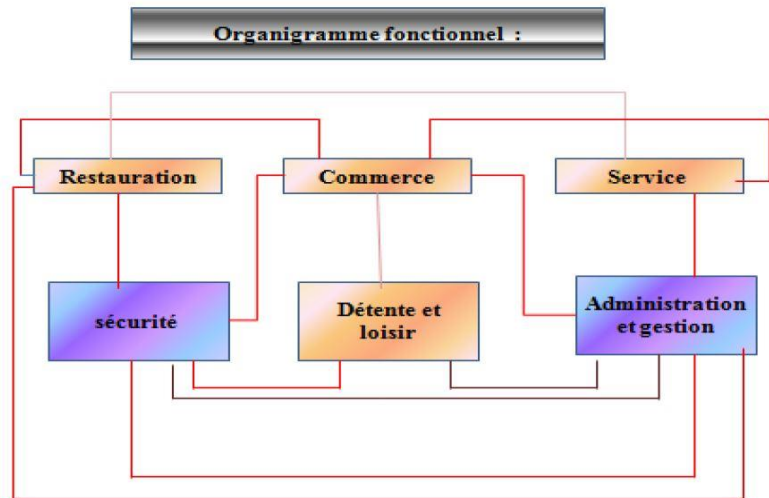 Organigramme fonctionnel :
Restauration
Commerce
Service
sécurité
Détente et
loisir
Administration
et gestion